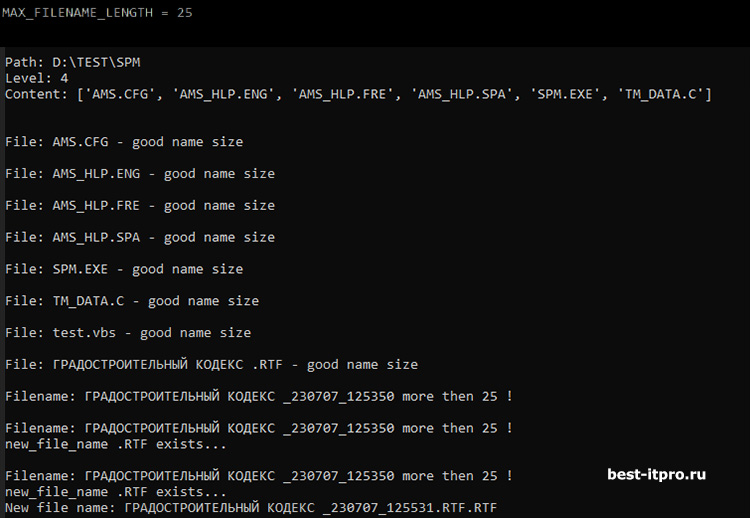 MAX_FILENAME_LENGTH = 25
Path: D:\TEST\SPM
Level: 4
Content: ['AMS.CFG', 'AMS_HLP.ENG', 'AMS_HLP.FRE', 'AMS_HLP.SPA', 'SPM.EXE', 'TM_DATA.C']
File: AMS.CFG - good name size
File: AMS_HLP.ENG - good name size
File: AMS_HLP.FRE - good name size
File: AMS_HLP.SPA - good name size
File: SPM.EXE - good name size
File: TM_DATA.C - good name size
File: test.vbs - good name size
File: ГРАДОСТРОИТЕЛЬНЫЙ КОДЕКС .RTF - good name size
Filename: ГРАДОСТРОИТЕЛЬНЫЙ КОДЕКС _230707_125350 more then 25 !
Filename: ГРАДОСТРОИТЕЛЬНЫЙ КОДЕКС _230707_125350 more then 25 !
new_file_name .RTF exists...
Filename: ГРАДОСТРОИТЕЛЬНЫЙ КОДЕКС _230707_125350 more then 25 !
new_file_name .RTF exists...
New file name: ГРАДОСТРОИТЕЛЬНЫЙ КОДЕКС _230707_125531.RTF.RTF
best-itpro.ru